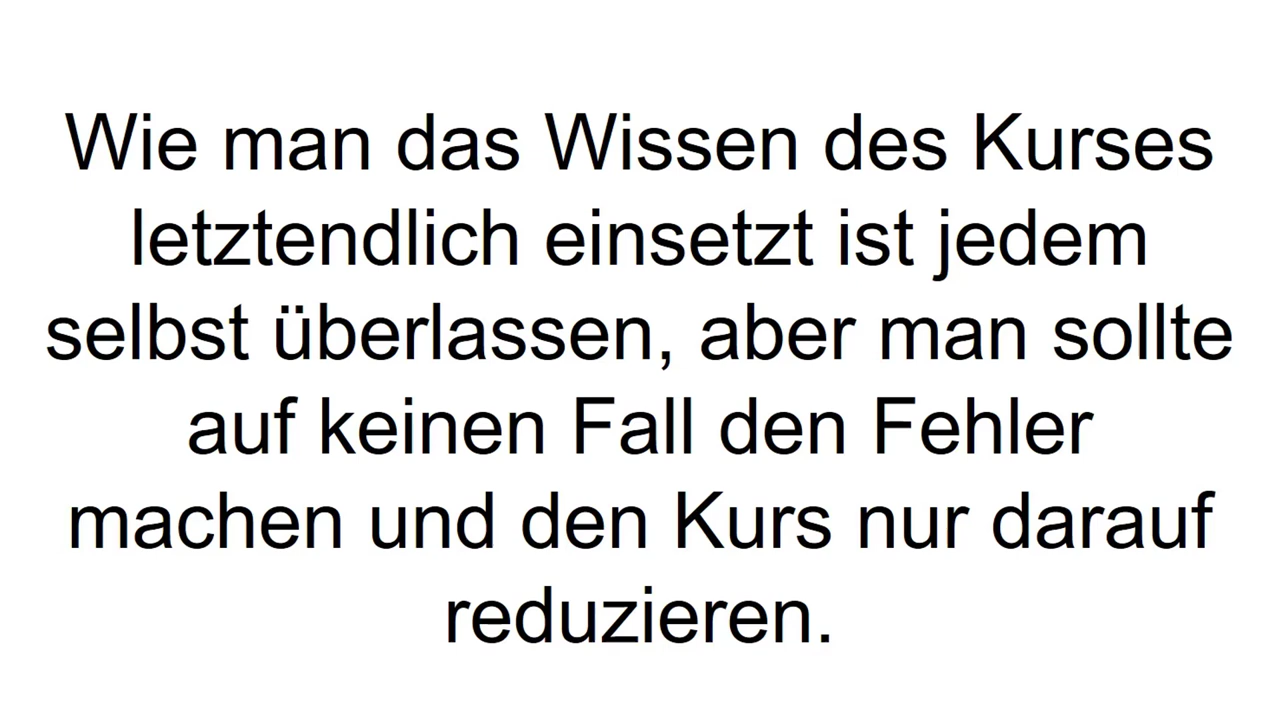 Wie man das Wissen des Kurses
letztendlich einsetzt ist jedem
selbst überlassen, aber man sollte
auf keinen Fall den Fehler
machen und den Kurs nur darauf
reduzieren.